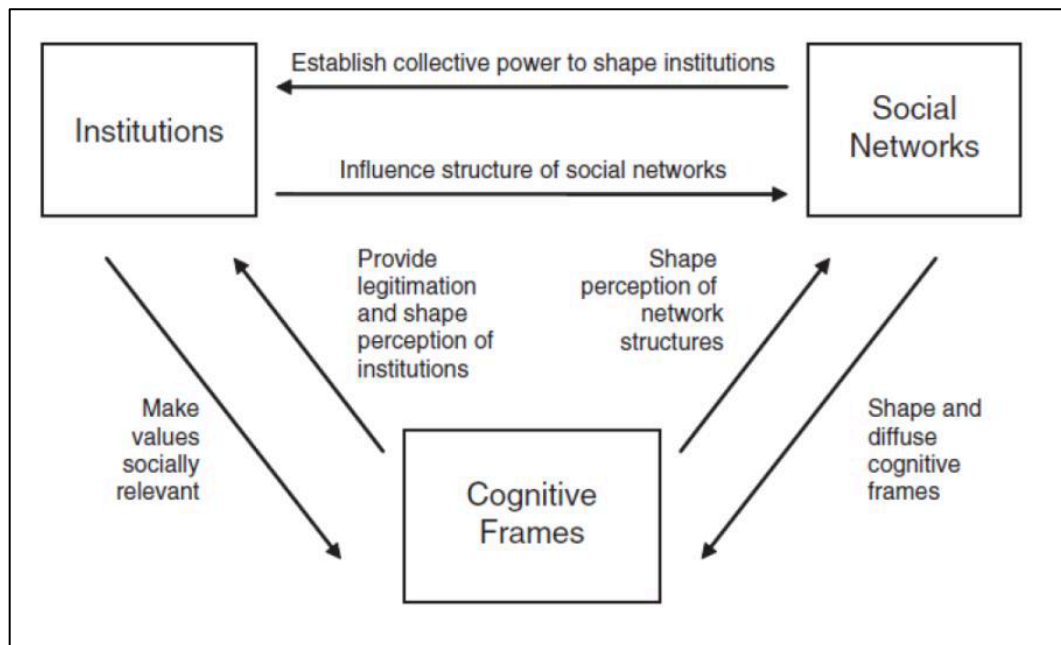 Establish collective power to shape institutions
Institutions
Social
Networks
Influence structure of social networks
Provide
legitimation
and shape
perception of
institutions
Shape
perception of
network
structures
Make
values
socially
relevant
Shape and
diffuse
cognitive
frames
Cognitive
Frames